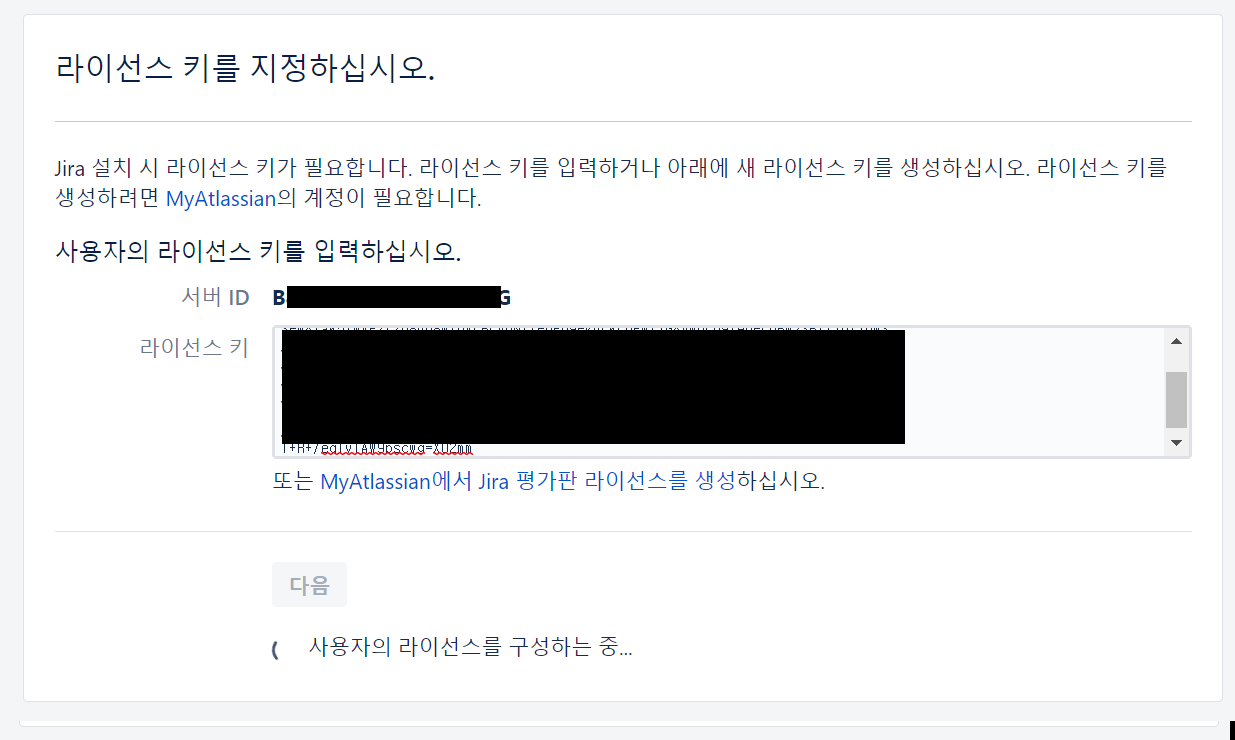 라이선스 키를 지정하십시오.
Jira 설치 시 라이선스 키가 필요합니다. 라이선스 키를 입력하거나 아래에 새 라이선스 키를 생성하십시오. 라이선스 키를
생성하려면 MyAtlassian의 계정이 필요합니다.
사용자의 라이선스 키를 입력하십시오.
서버 ID B G
라이선스 키
또는 MyAtlassian에서 Jira 평가판 라이선스를 생성하십시오.
다음
사용자의 라이선스를 구성하는 중...